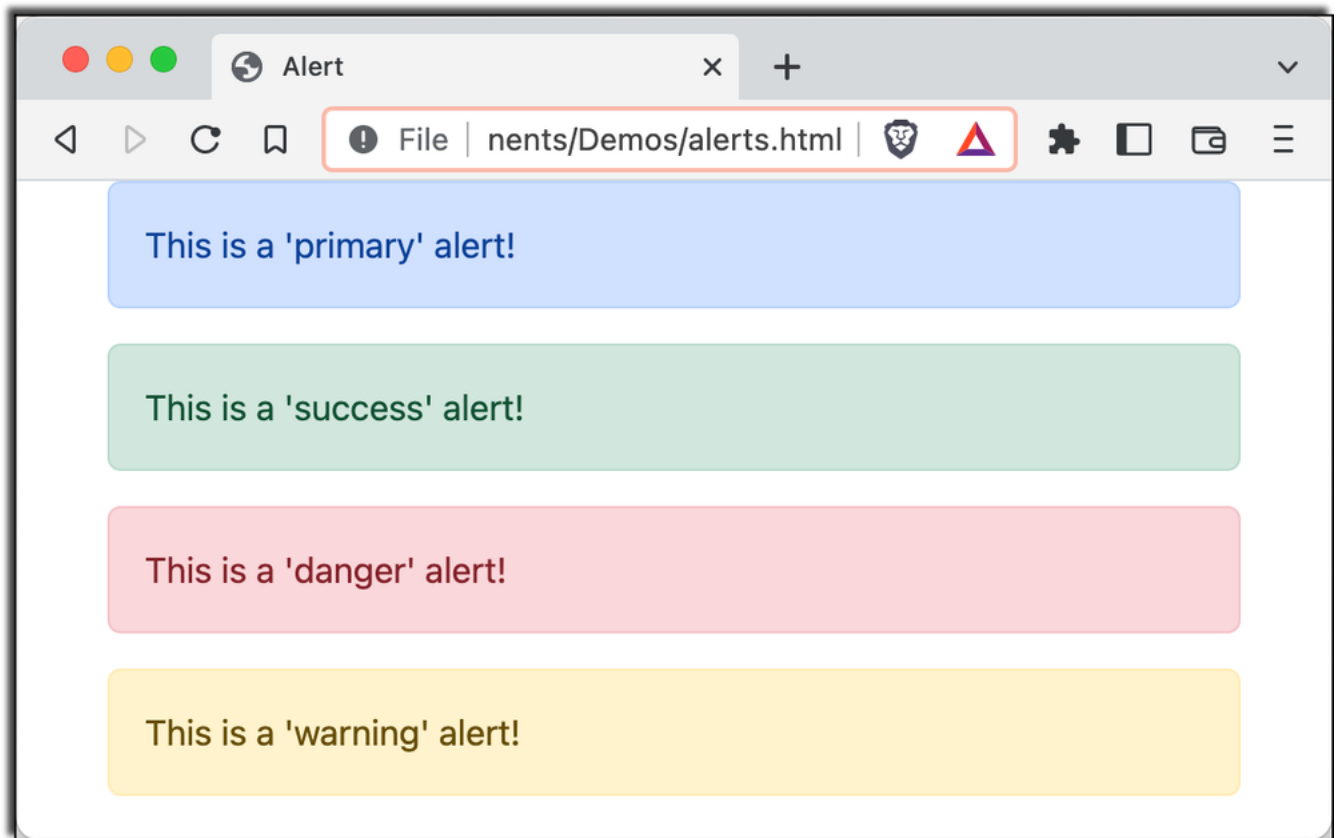 Alert
File nents/Demos/alerts.html
This is a 'primary' alert!
This is a 'success' alert!
This is a 'danger' alert!
This is a 'warning' alert!